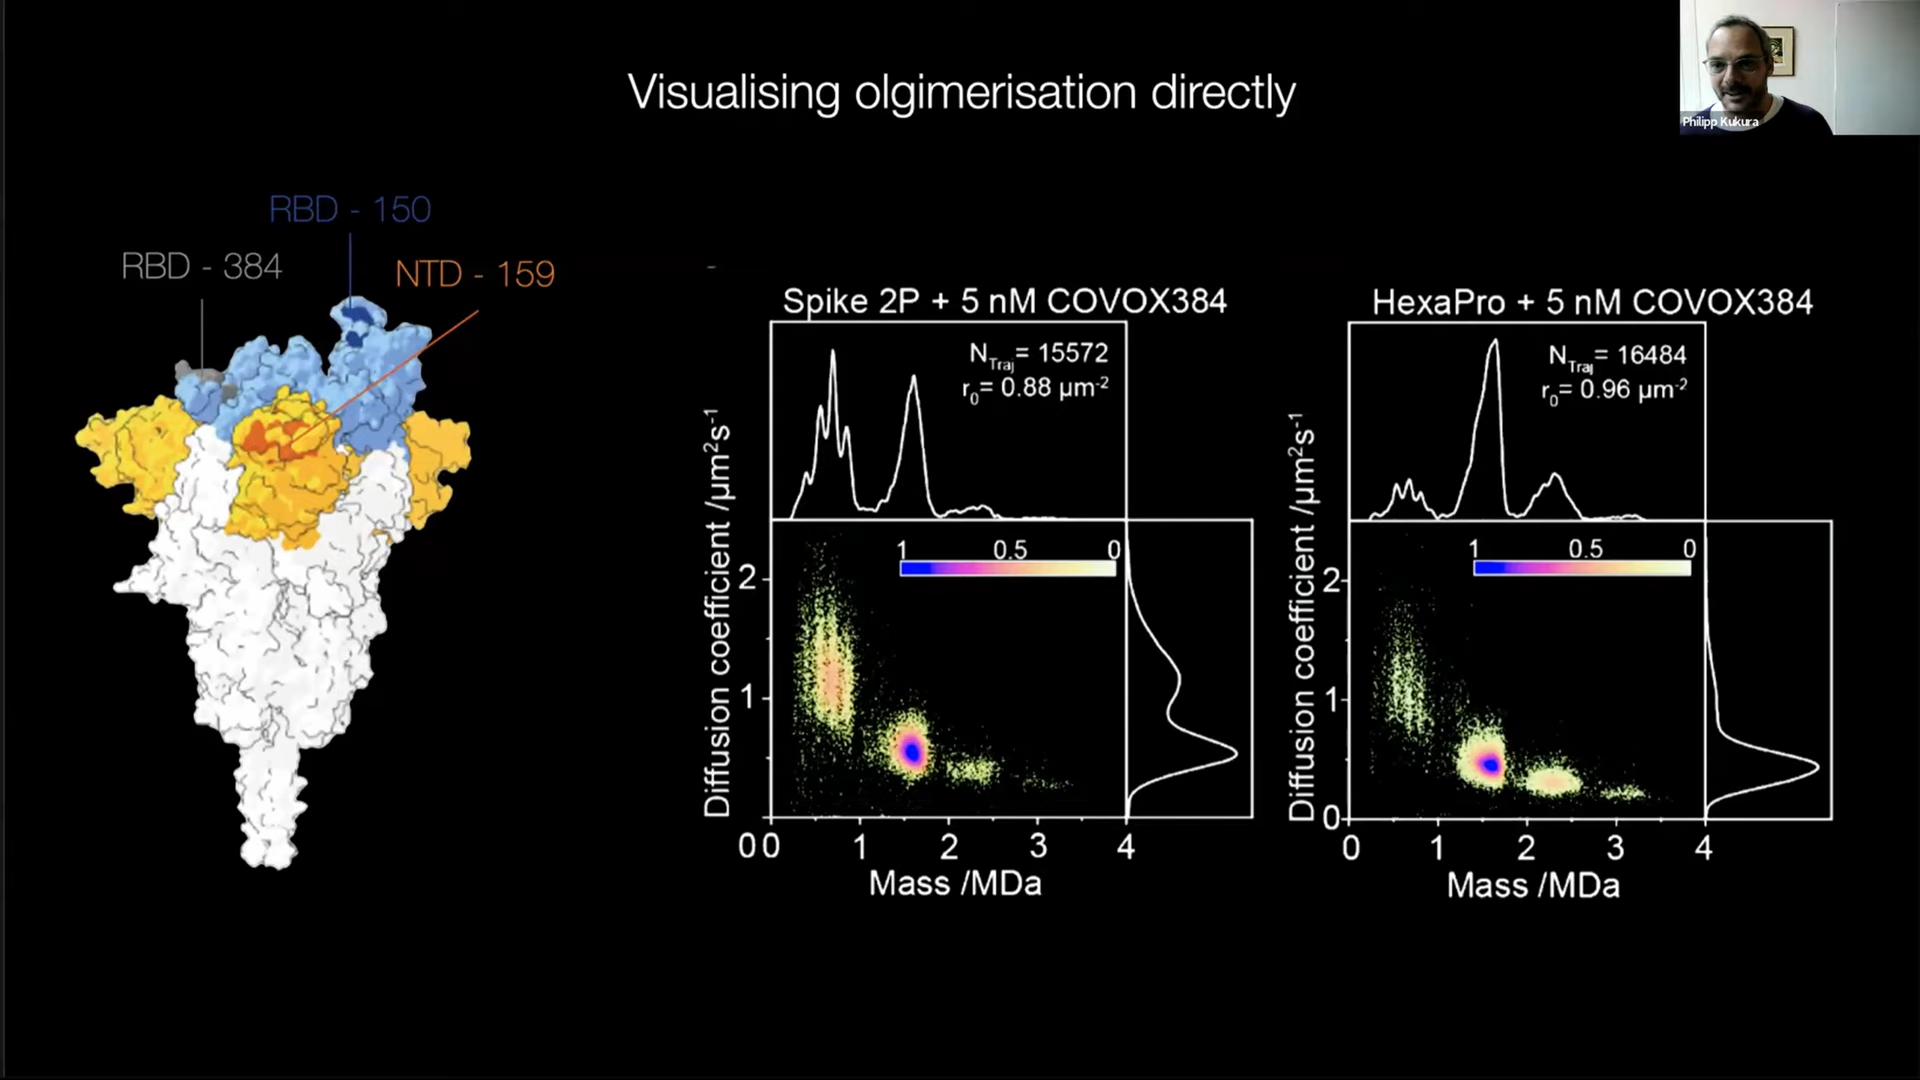 Visualising olgimerisation directly
Philipp Kukura
RBD - 150
RBD - 384
NTD - 159
Spike 2P + 5 nM COVOX384
N_Traj= 15572
r_0= 0.88 µm⁻²
1 0.5 0
Diffusion coefficient /µm²s⁻¹
2
1
0
0 1 2 3 4
Mass /MDa
HexaPro + 5 nM COVOX384
N_Traj= 16484
r_0= 0.96 µm⁻²
1 0.5 0
Diffusion coefficient /µm²s⁻¹
2
1
0
0 1 2 3 4
Mass /MDa